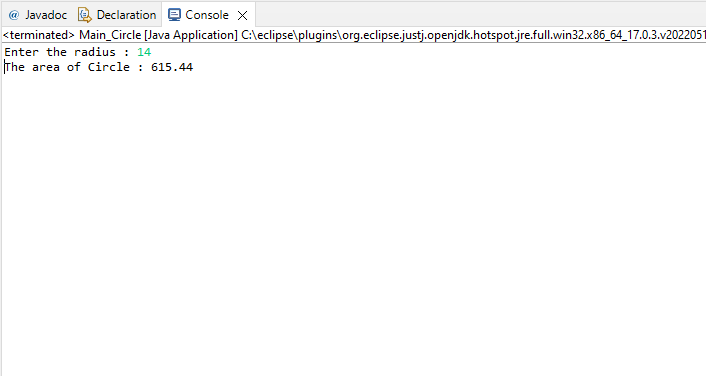 @ Javadoc Declaration Console
<terminated> Main_Circle [Java Application] C:\eclipse\plugins\org.eclipse.justj.openjdk.hotspot.jre.full.win32.x86_64_17.0.3.v2022051
Enter the radius : 14
The area of Circle : 615.44